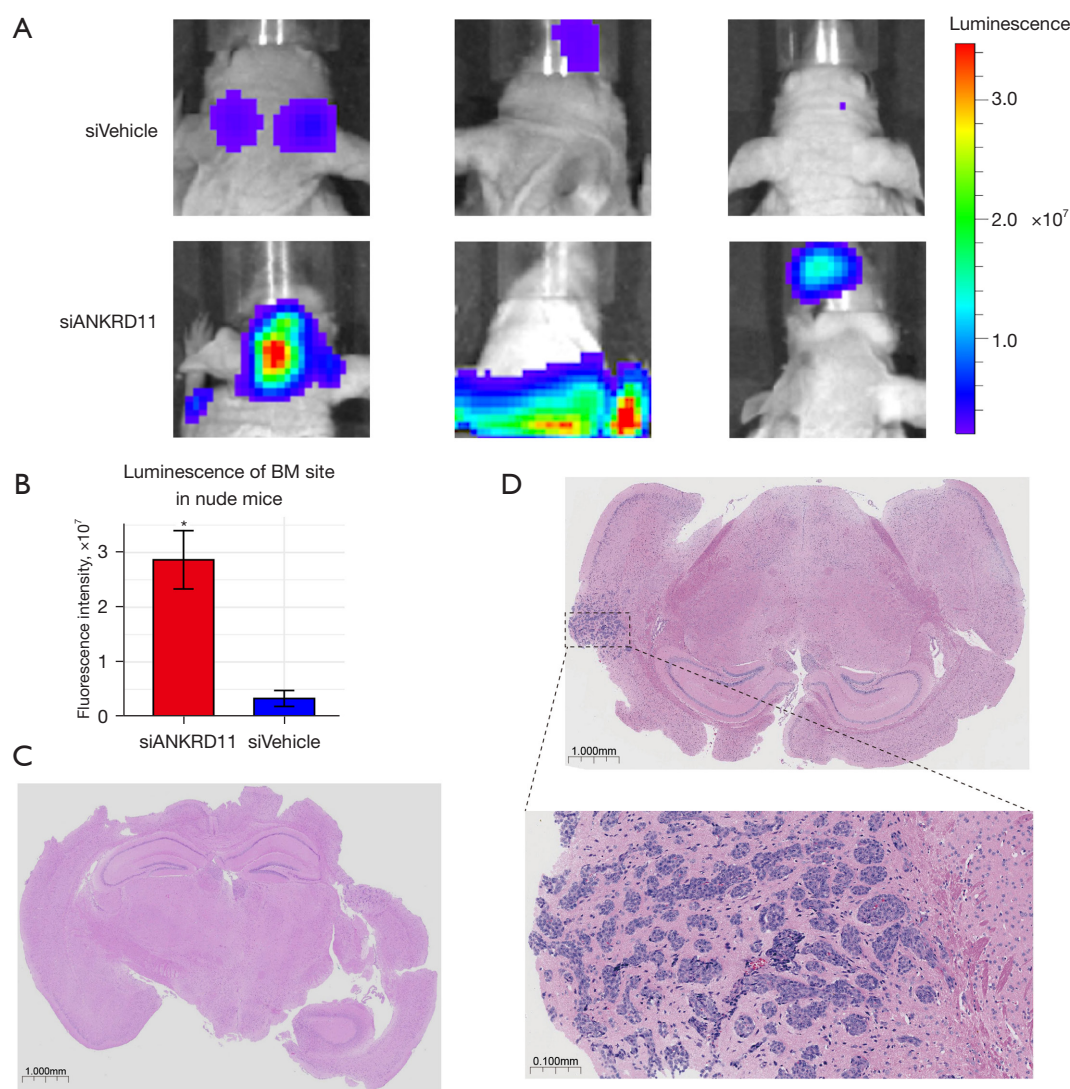 A
Luminescence
siVehicle
3.0
2.0 ×10⁷
siANKRD11
1.0
B
Luminescence of BM site
in nude mice
Fluorescence intensity, ×10⁷
*
3
2
1
0
siANKRD11 siVehicle
C
1.000mm
D
1.000mm
0.100mm